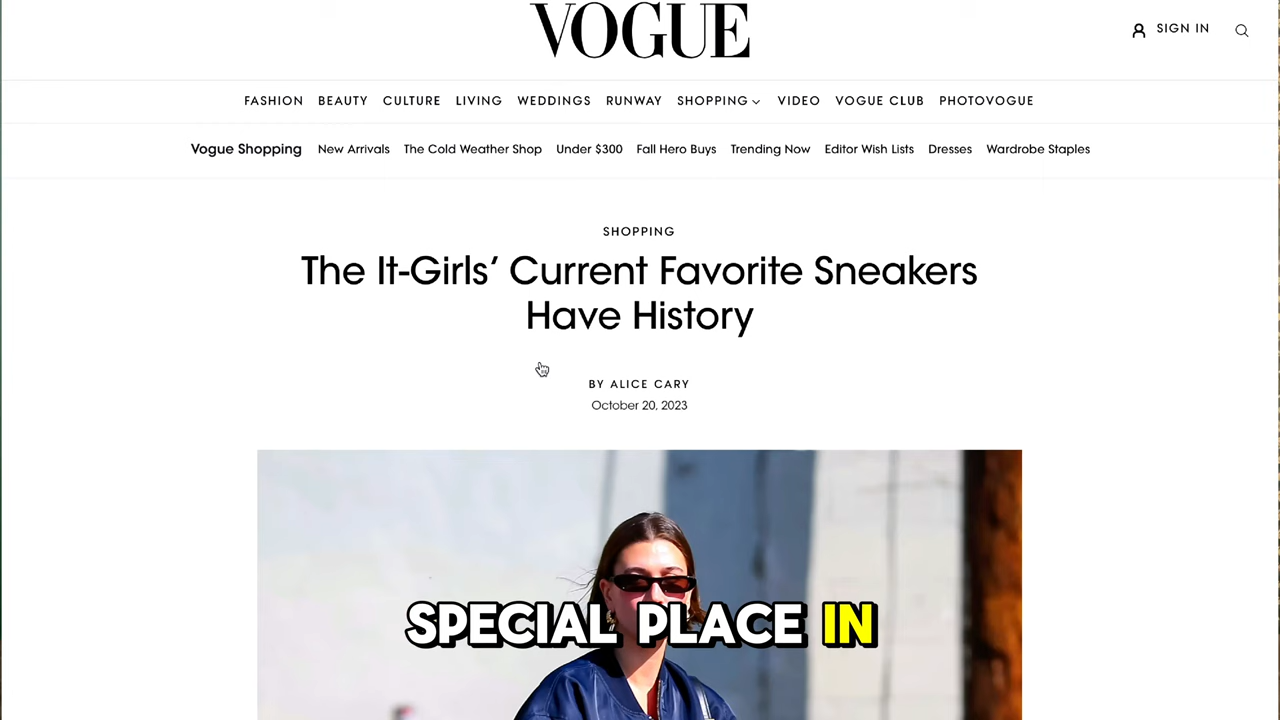 VOGUE
SIGN IN
FASHION BEAUTY CULTURE LIVING WEDDINGS RUNWAY SHOPPING VIDEO VOGUE CLUB PHOTOVOGUE
Vogue Shopping New Arrivals The Cold Weather Shop Under $300 Fall Hero Buys Trending Now Editor Wish Lists Dresses Wardrobe Staples
SHOPPING
The It-Girls’ Current Favorite Sneakers
Have History
BY ALICE CARY
October 20, 2023
SPECIAL PLACE IN